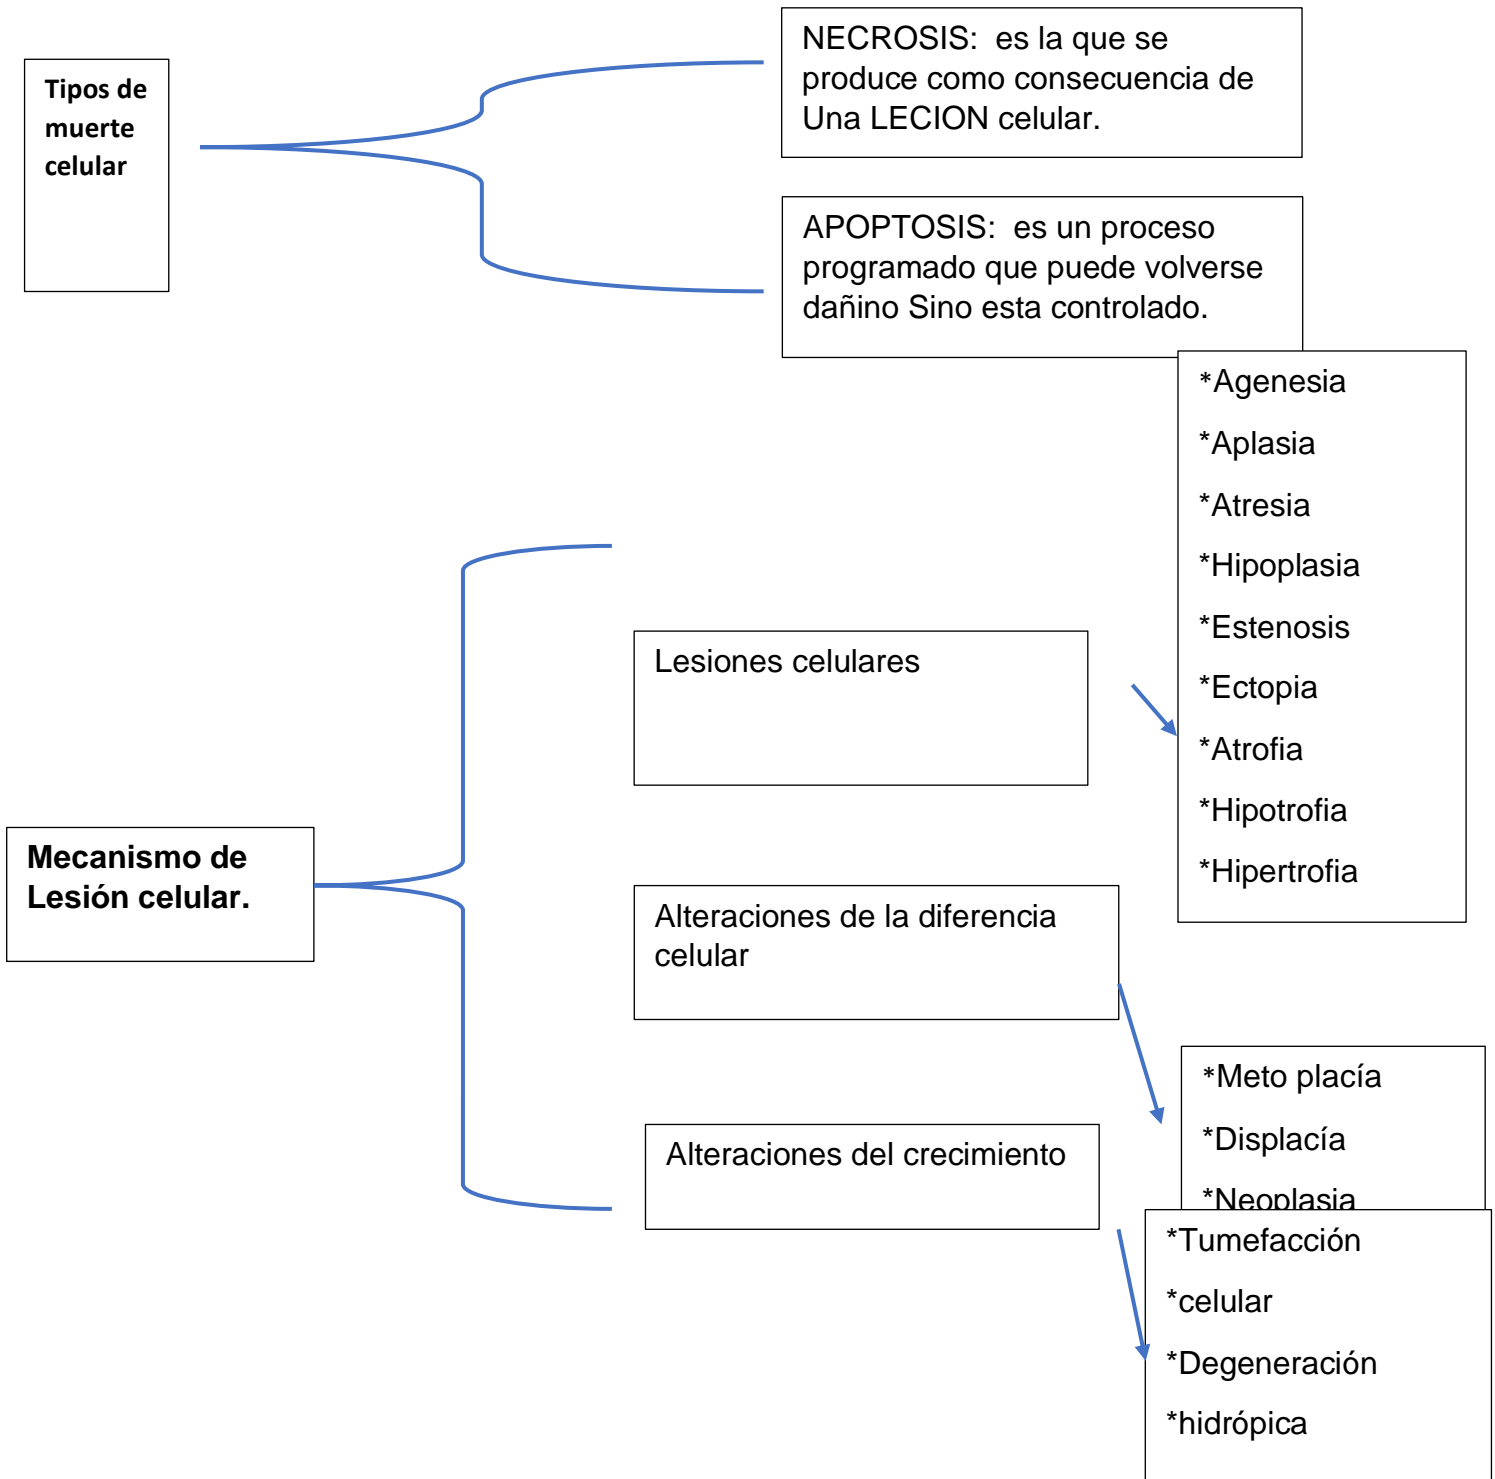 Tipos de
muerte
celular
NECROSIS:  es la que se
produce como consecuencia de
Una LECION celular.
APOPTOSIS:  es un proceso
programado que puede volverse
dañino Sino esta controlado.
Mecanismo de
Lesión celular.
Lesiones celulares
*Agenesia
*Aplasia
*Atresia
*Hipoplasia
*Estenosis
*Ectopia
*Atrofia
*Hipotrofia
*Hipertrofia
Alteraciones de la diferencia
celular
*Meto placía
*Displacía
*Neoplasia
Alteraciones del crecimiento
*Tumefacción
*celular
*Degeneración
*hidrópica